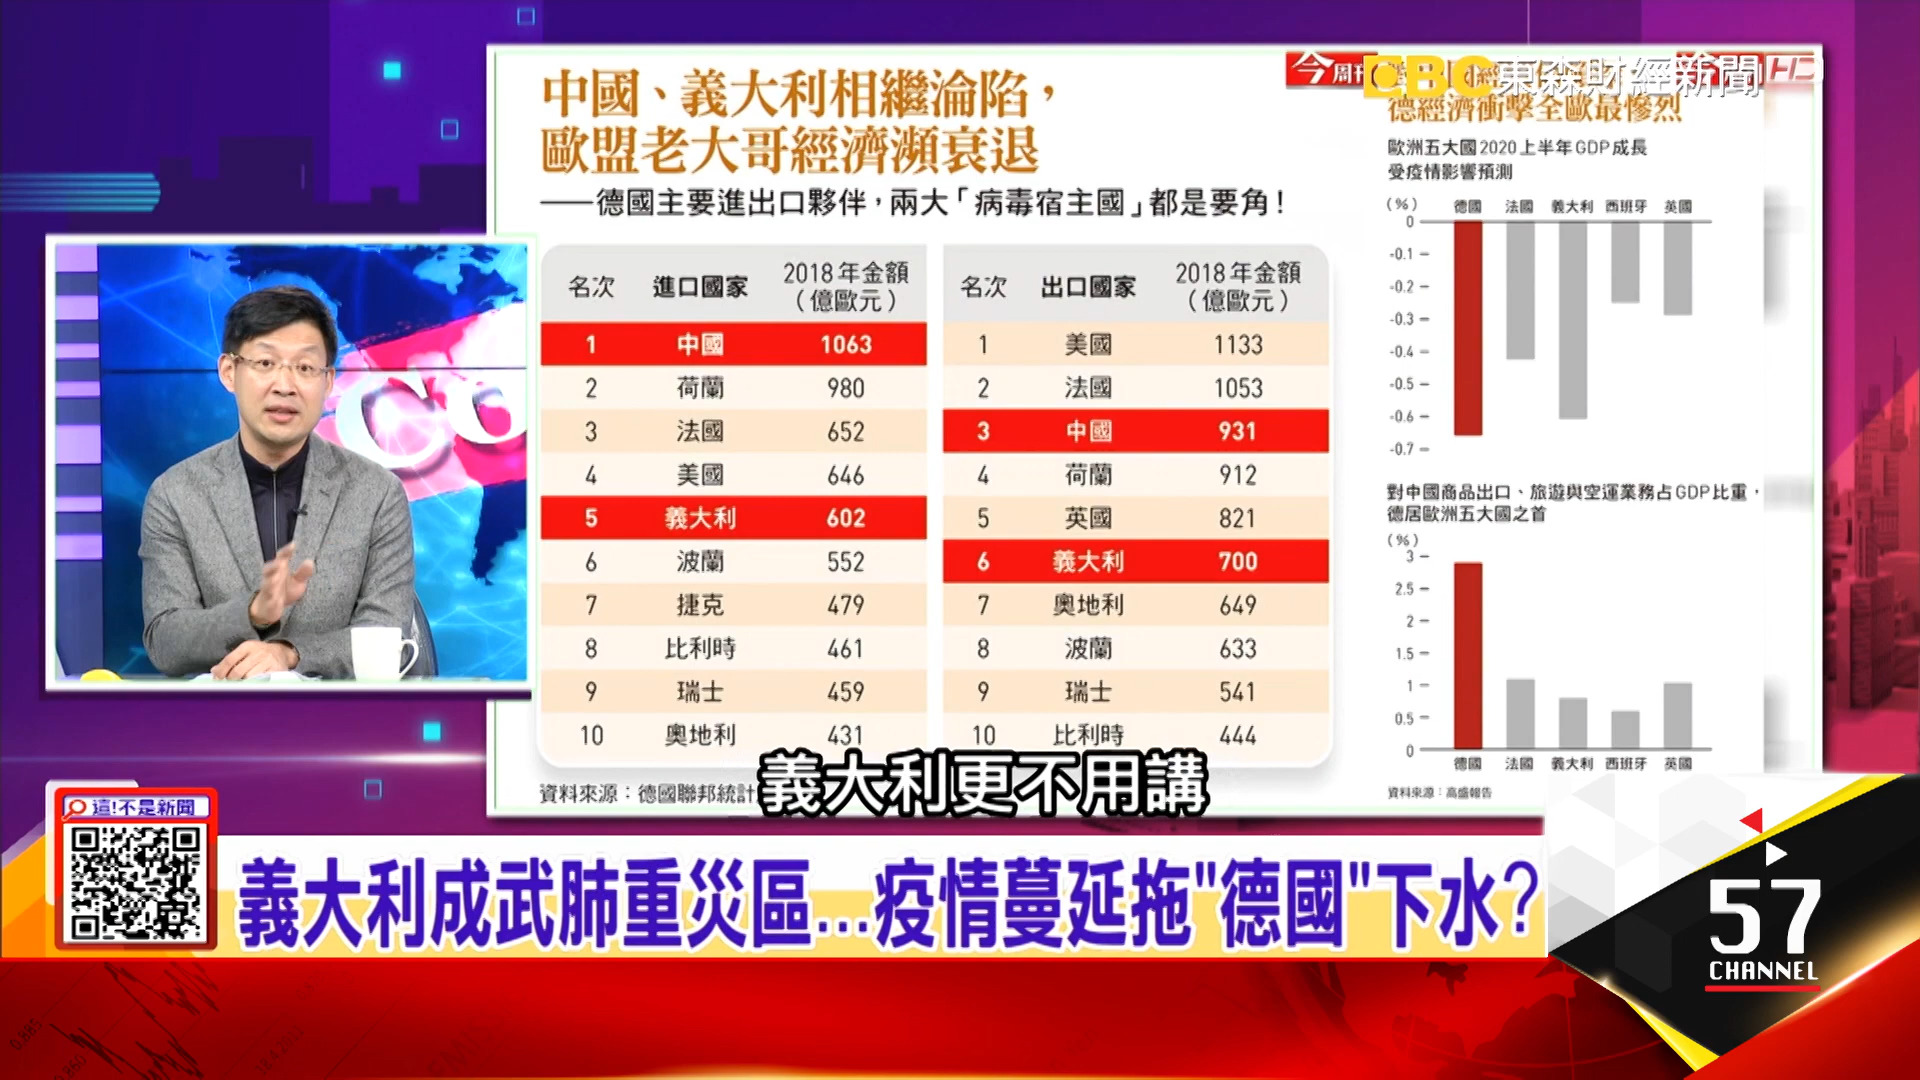 中國、義大利相繼淪陷，
歐盟老大哥經濟瀕衰退
——德國主要進出口夥伴，兩大「病毒宿主國」都是要角！
名次 進口國家 2018年金額（億歐元）
1 中國 1063
2 荷蘭 980
3 法國 652
4 美國 646
5 義大利 602
6 波蘭 552
7 捷克 479
8 比利時 461
9 瑞士 459
10 奧地利 431
名次 出口國家 2018年金額（億歐元）
1 美國 1133
2 法國 1053
3 中國 931
4 荷蘭 912
5 英國 821
6 義大利 700
7 奧地利 649
8 波蘭 633
9 瑞士 541
10 比利時 444
資料來源：德國聯邦統計
今周刊
EBC 東森財經新聞 HD
德經濟衝擊全歐最慘烈
歐洲五大國2020上半年GDP成長
受疫情影響預測
(%) 德國 法國 義大利 西班牙 英國
0
-0.1
-0.2
-0.3
-0.4
-0.5
-0.6
-0.7
對中國商品出口、旅遊與空運業務占GDP比重，
德居歐洲五大國之首
(%)
3
2.5
2
1.5
1
0.5
0
德國 法國 義大利 西班牙 英國
資料來源：高盛報告
義大利更不用講
這!不是新聞
義大利成武肺重災區...疫情蔓延拖"德國"下水?
57
CHANNEL